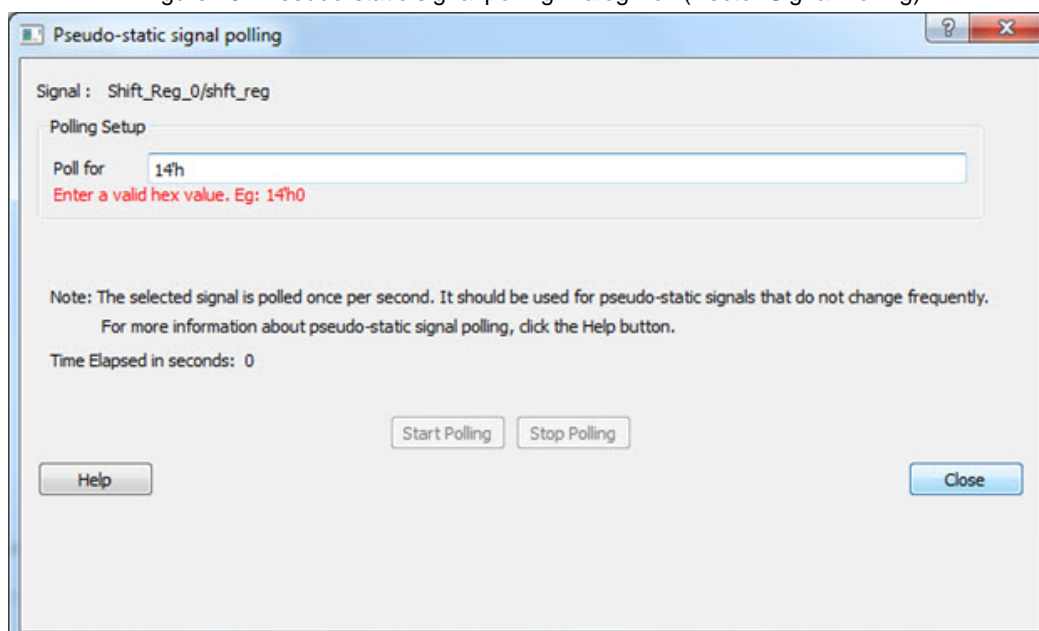 Pseudo-static signal polling
Signal : Shift_Reg_0/shft_reg
Polling Setup
Poll for 14'h
Enter a valid hex value. Eg: 14'h0
Note: The selected signal is polled once per second. It should be used for pseudo-static signals that do not change frequently.
For more information about pseudo-static signal polling, click the Help button.
Time Elapsed in seconds: 0
Start Polling Stop Polling
Help Close